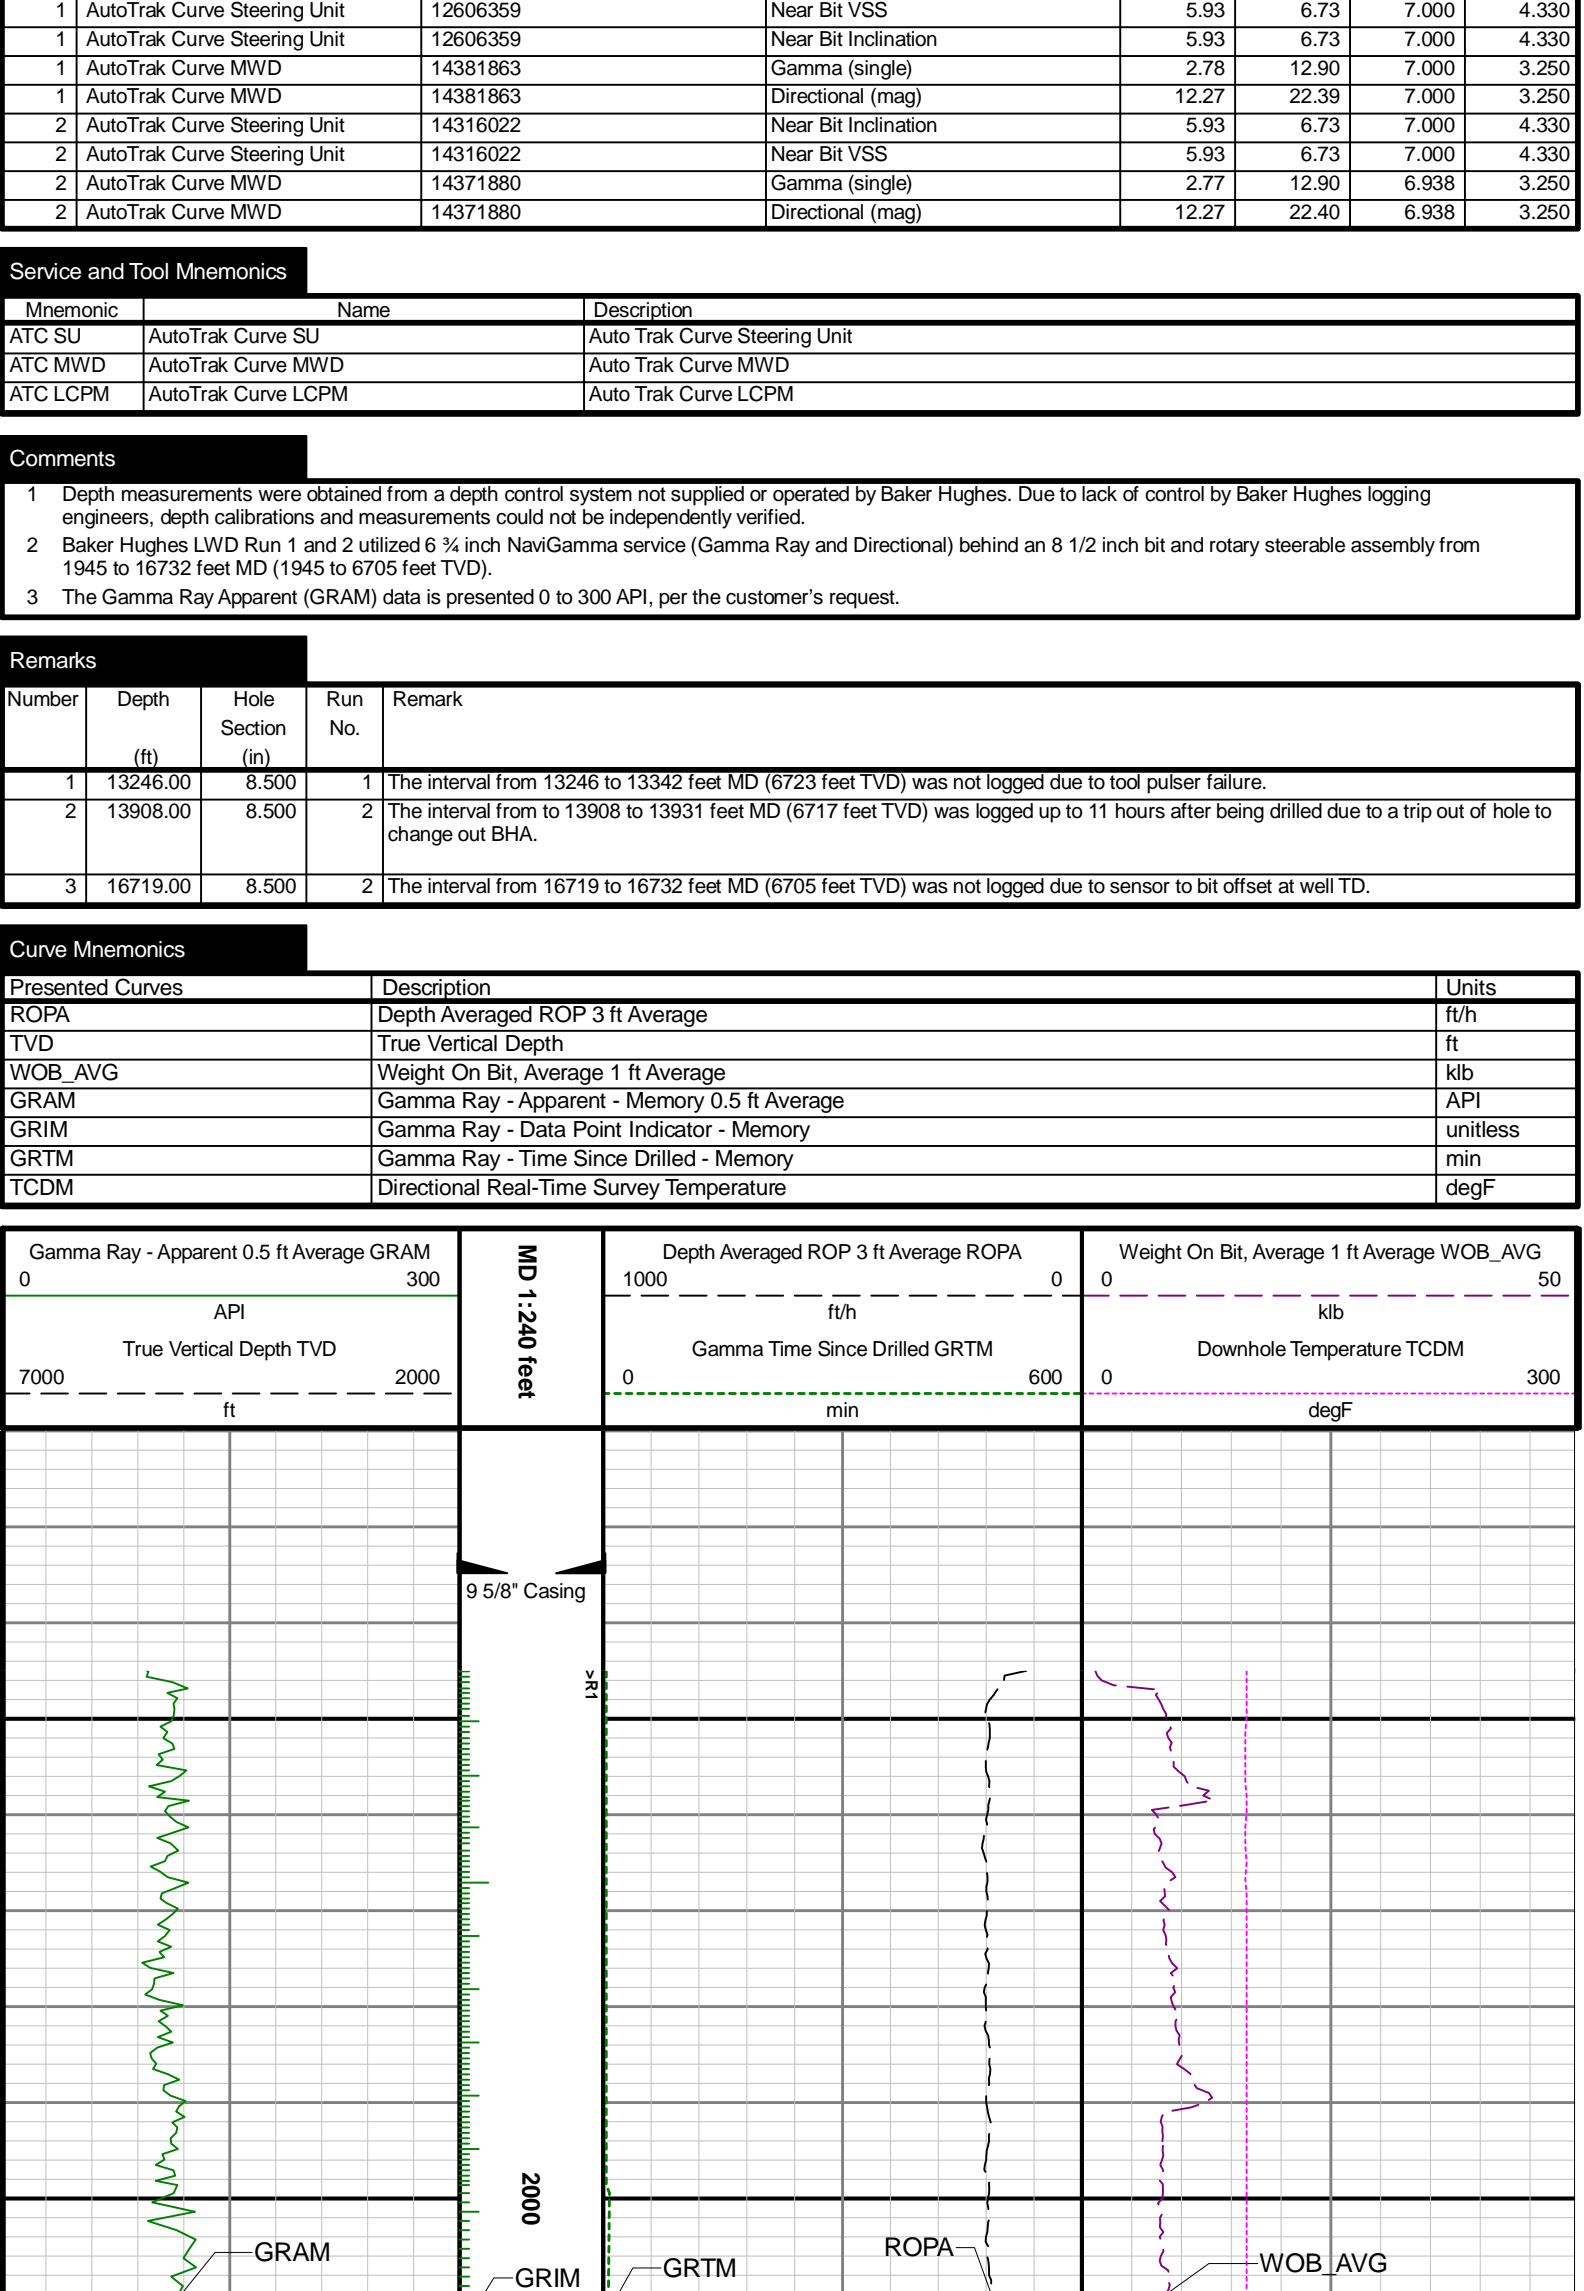 1 AutoTrak Curve Steering Unit 12606359 Near Bit VSS 5.93 6.73 7.000 4.330
1 AutoTrak Curve Steering Unit 12606359 Near Bit Inclination 5.93 6.73 7.000 4.330
1 AutoTrak Curve MWD 14381863 Gamma (single) 2.78 12.90 7.000 3.250
1 AutoTrak Curve MWD 14381863 Directional (mag) 12.27 22.39 7.000 3.250
2 AutoTrak Curve Steering Unit 14316022 Near Bit Inclination 5.93 6.73 7.000 4.330
2 AutoTrak Curve Steering Unit 14316022 Near Bit VSS 5.93 6.73 7.000 4.330
2 AutoTrak Curve MWD 14371880 Gamma (single) 2.77 12.90 6.938 3.250
2 AutoTrak Curve MWD 14371880 Directional (mag) 12.27 22.40 6.938 3.250
Service and Tool Mnemonics
Mnemonic Name Description
ATC SU AutoTrak Curve SU Auto Trak Curve Steering Unit
ATC MWD AutoTrak Curve MWD Auto Trak Curve MWD
ATC LCPM AutoTrak Curve LCPM Auto Trak Curve LCPM
Comments
1 Depth measurements were obtained from a depth control system not supplied or operated by Baker Hughes. Due to lack of control by Baker Hughes logging
engineers, depth calibrations and measurements could not be independently verified.
2 Baker Hughes LWD Run 1 and 2 utilized 6 ¾ inch NaviGamma service (Gamma Ray and Directional) behind an 8 1/2 inch bit and rotary steerable assembly from
1945 to 16732 feet MD (1945 to 6705 feet TVD).
3 The Gamma Ray Apparent (GRAM) data is presented 0 to 300 API, per the customer's request.
Remarks
Number Depth Hole Run Remark
Section No.
(ft) (in)
1 13246.00 8.500 1 The interval from 13246 to 13342 feet MD (6723 feet TVD) was not logged due to tool pulser failure.
2 13908.00 8.500 2 The interval from to 13908 to 13931 feet MD (6717 feet TVD) was logged up to 11 hours after being drilled due to a trip out of hole to
change out BHA.
3 16719.00 8.500 2 The interval from 16719 to 16732 feet MD (6705 feet TVD) was not logged due to sensor to bit offset at well TD.
Curve Mnemonics
Presented Curves Description Units
ROPA Depth Averaged ROP 3 ft Average ft/h
TVD True Vertical Depth ft
WOB_AVG Weight On Bit, Average 1 ft Average klb
GRAM Gamma Ray - Apparent - Memory 0.5 ft Average API
GRIM Gamma Ray - Data Point Indicator - Memory unitless
GRTM Gamma Ray - Time Since Drilled - Memory min
TCDM Directional Real-Time Survey Temperature degF
Gamma Ray - Apparent 0.5 ft Average GRAM
0 300
API
True Vertical Depth TVD
7000 2000
ft
MD 1:240 feet
Depth Averaged ROP 3 ft Average ROPA
1000 0
ft/h
Gamma Time Since Drilled GRTM
0 600
min
Weight On Bit, Average 1 ft Average WOB_AVG
0 50
klb
Downhole Temperature TCDM
0 300
degF
9 5/8" Casing
>R1
2000
GRAM
GRIM
GRTM
ROPA
WOB_AVG